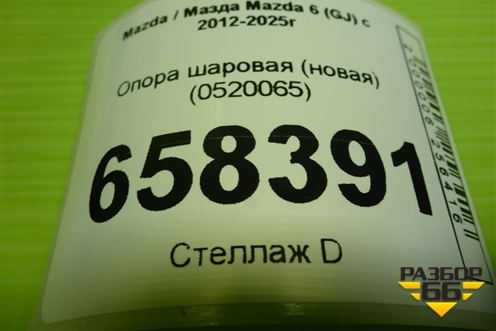 Mazda / Мазда Mazda 6 (GJ) с
2012-2025г
Опора шаровая (новая)
(0520065)
658391
Стеллаж D
РАЗБОР
66